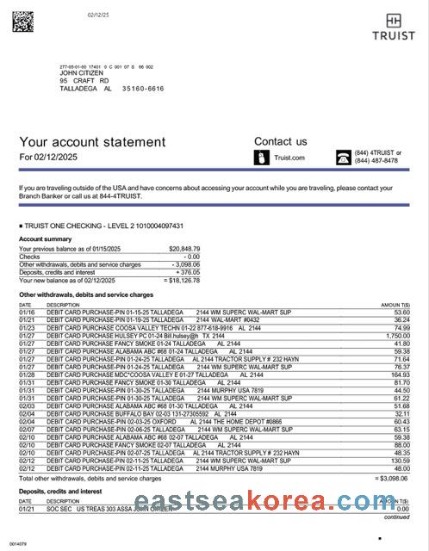 02/12/25
TRUIST
277-05-01-00 17401 0 C 001 07 E 66 002
JOHN CITIZEN
95 CRAFT RD
TALLADEGA AL 35160-6616
Your account statement
For 02/12/2025
Contact us
Truist.com
(844) 4TRUIST or
(844) 487-8478
If you are traveling outside of the USA and have concerns about accessing your account while you are traveling, please contact your
Branch Banker or call us at 844-4TRUIST.
TRUIST ONE CHECKING - LEVEL 2 1010004097431
Account summary
Your previous balance as of 01/15/2025 $20,848.79
Checks - 0.00
Other withdrawals, debits and service charges - 3,098.06
Deposits, credits and interest + 376.05
Your new balance as of 02/12/2025 = $18,126.78
Other withdrawals, debits and service charges
DATE DESCRIPTION AMOUNT($)
01/16 DEBIT CARD PURCHASE-PIN 01-15-25 TALLADEGA 2144 WM SUPERC WAL-MART SUP 53.60
01/21 DEBIT CARD PURCHASE-PIN 01-19-25 TALLADEGA 2144 WAL-MART #0432 36.24
01/23 DEBIT CARD PURCHASE COOSA VALLEY TECHN 01-22 877-618-9916 AL 2144 74.99
01/27 DEBIT CARD PURCHASE HULSEY PC 01-24 Bill.hulsey@h TX 2144 1,750.00
01/27 DEBIT CARD PURCHASE FANCY SMOKE 01-24 TALLADEGA AL 2144 41.80
01/27 DEBIT CARD PURCHASE ALABAMA ABC #68 01-24 TALLADEGA AL 2144 59.38
01/27 DEBIT CARD PURCHASE-PIN 01-24-25 TALLADEGA AL 2144 TRACTOR SUPPLY # 232 HAYN 71.64
01/27 DEBIT CARD PURCHASE-PIN 01-24-25 TALLADEGA 2144 WM SUPERC WAL-MART SUP 76.37
01/28 DEBIT CARD PURCHASE MDC*COOSA VALLEY E 01-27 TALLADEGA AL 2144 164.93
01/31 DEBIT CARD PURCHASE FANCY SMOKE 01-30 TALLADEGA AL 2144 81.70
01/31 DEBIT CARD PURCHASE-PIN 01-30-25 TALLADEGA 2144 MURPHY USA 7819 44.50
01/31 DEBIT CARD PURCHASE-PIN 01-30-25 TALLADEGA 2144 WM SUPERC WAL-MART SUP 61.22
02/03 DEBIT CARD PURCHASE ALABAMA ABC #68 01-30 TALLADEGA AL 2144 51.68
02/04 DEBIT CARD PURCHASE BUFFALO BAY 02-03 131-27305592 AL 2144 32.11
02/04 DEBIT CARD PURCHASE-PIN 02-03-25 OXFORD AL 2144 THE HOME DEPOT #0866 60.43
02/07 DEBIT CARD PURCHASE-PIN 02-06-25 TALLADEGA 2144 WM SUPERC WAL-MART SUP 63.15
02/10 DEBIT CARD PURCHASE ALABAMA ABC #68 02-07 TALLADEGA AL 2144 59.38
02/10 DEBIT CARD PURCHASE FANCY SMOKE 02-07 TALLADEGA AL 2144 88.00
02/10 DEBIT CARD PURCHASE-PIN 02-07-25 TALLADEGA AL 2144 TRACTOR SUPPLY # 232 HAYN 48.35
02/12 DEBIT CARD PURCHASE-PIN 02-11-25 TALLADEGA 2144 WM SUPERC WAL-MART SUP 130.59
02/12 DEBIT CARD PURCHASE-PIN 02-11-25 TALLADEGA 2144 MURPHY USA 7819 48.00
Total other withdrawals, debits and service charges = $3,098.06
Deposits, credits and interest
DATE DESCRIPTION AMOUNT($)
eastseakorea.com
01/21 SOC SEC US TREAS 303 ASSA JOHN CITIZEN 0.00
continued
0014078